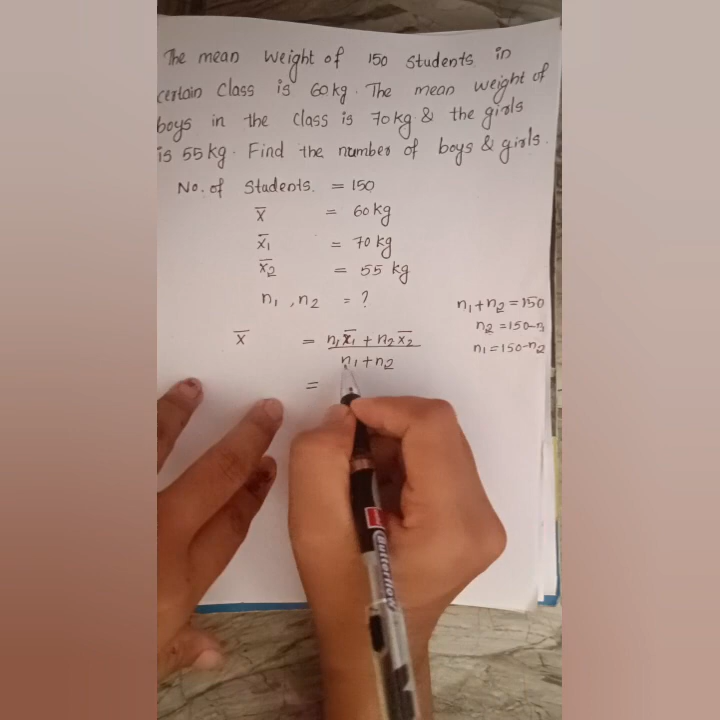 The mean weight of 150 students in
certain class is 60 kg. The mean weight of
boys in the class is 70 kg & the girls
is 55 kg. Find the number of boys & girls.
No. of Students. = 150
x̄ = 60 kg
x̄₁ = 70 kg
x̄₂ = 55 kg
n₁, n₂ = ?
n₁ + n₂ = 150
n₂ = 150 -
n₁ = 150 - n₂
x̄ = n₁x̄₁ + n₂x̄₂
n₁ + n₂
=
Butterflow